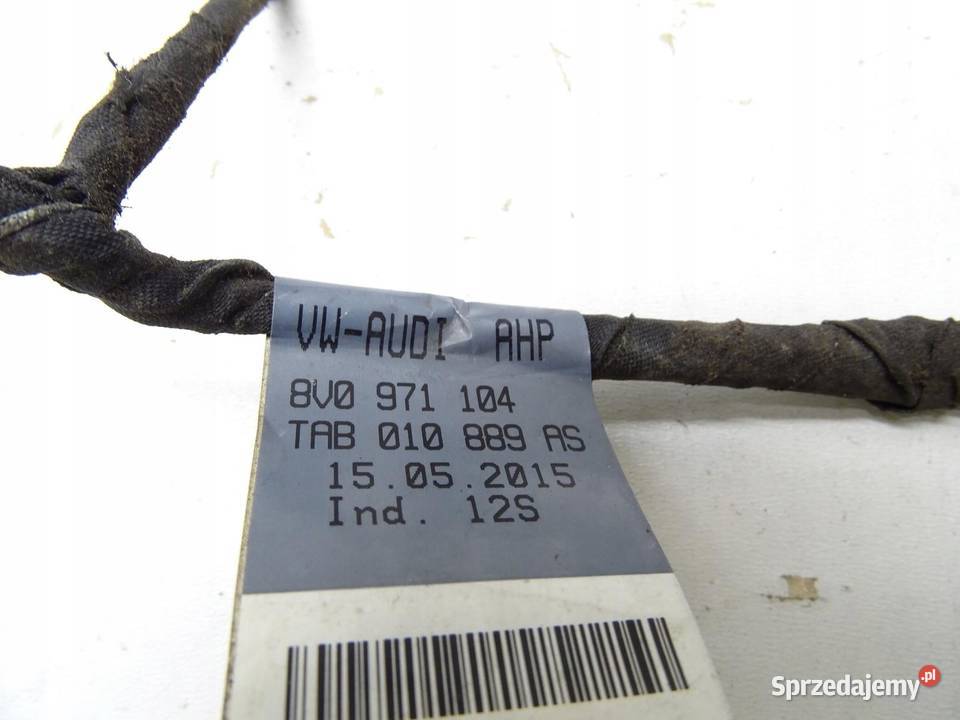 VW-AUDI AHP
8V0 971 104
TAB 010 889 AS
15.05.2015
Ind. 12S
Sprzedajemy.pl